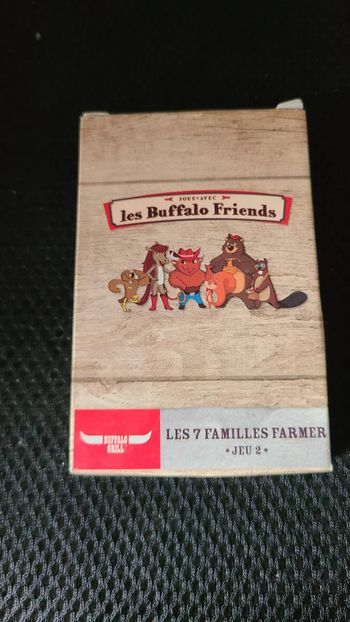 JOUE • AVEC
les Buffalo Friends
BUFFALO
GRILL
LES 7 FAMILLES FARMER
• JEU 2 •